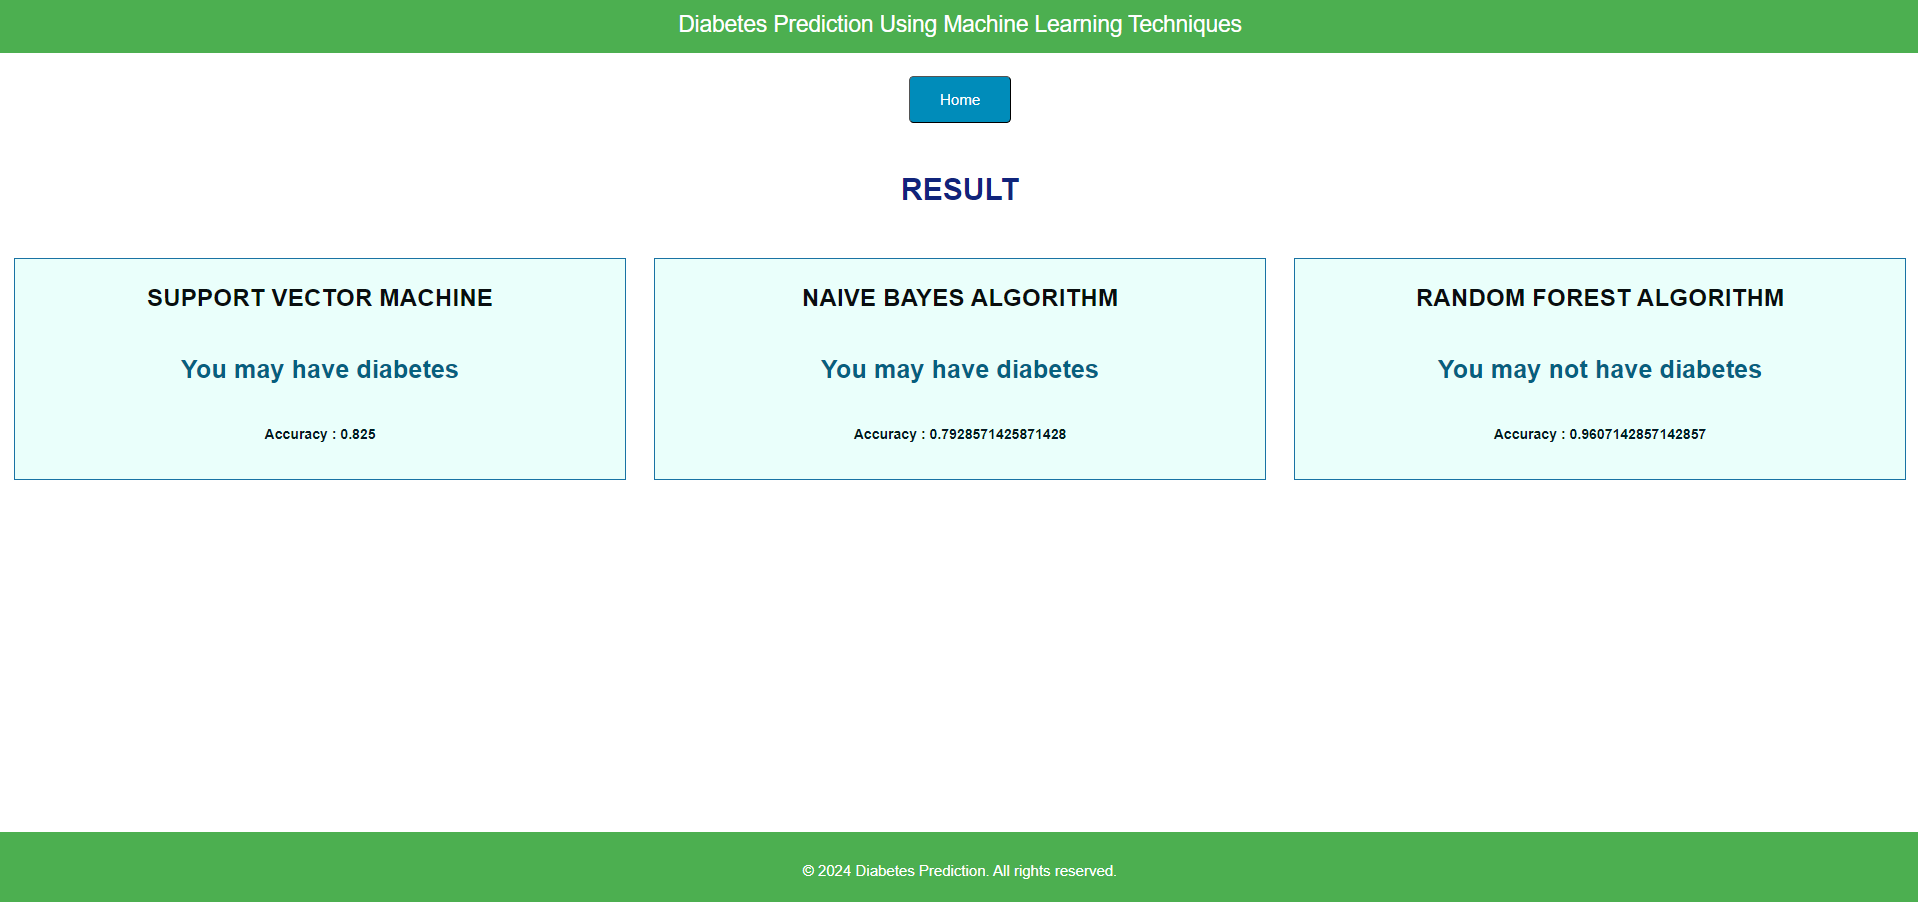 Diabetes Prediction Using Machine Learning Techniques
Home
RESULT
SUPPORT VECTOR MACHINE
You may have diabetes
Accuracy : 0.825
NAIVE BAYES ALGORITHM
You may have diabetes
Accuracy : 0.7928571425871428
RANDOM FOREST ALGORITHM
You may not have diabetes
Accuracy : 0.9607142857142857
© 2024 Diabetes Prediction. All rights reserved.